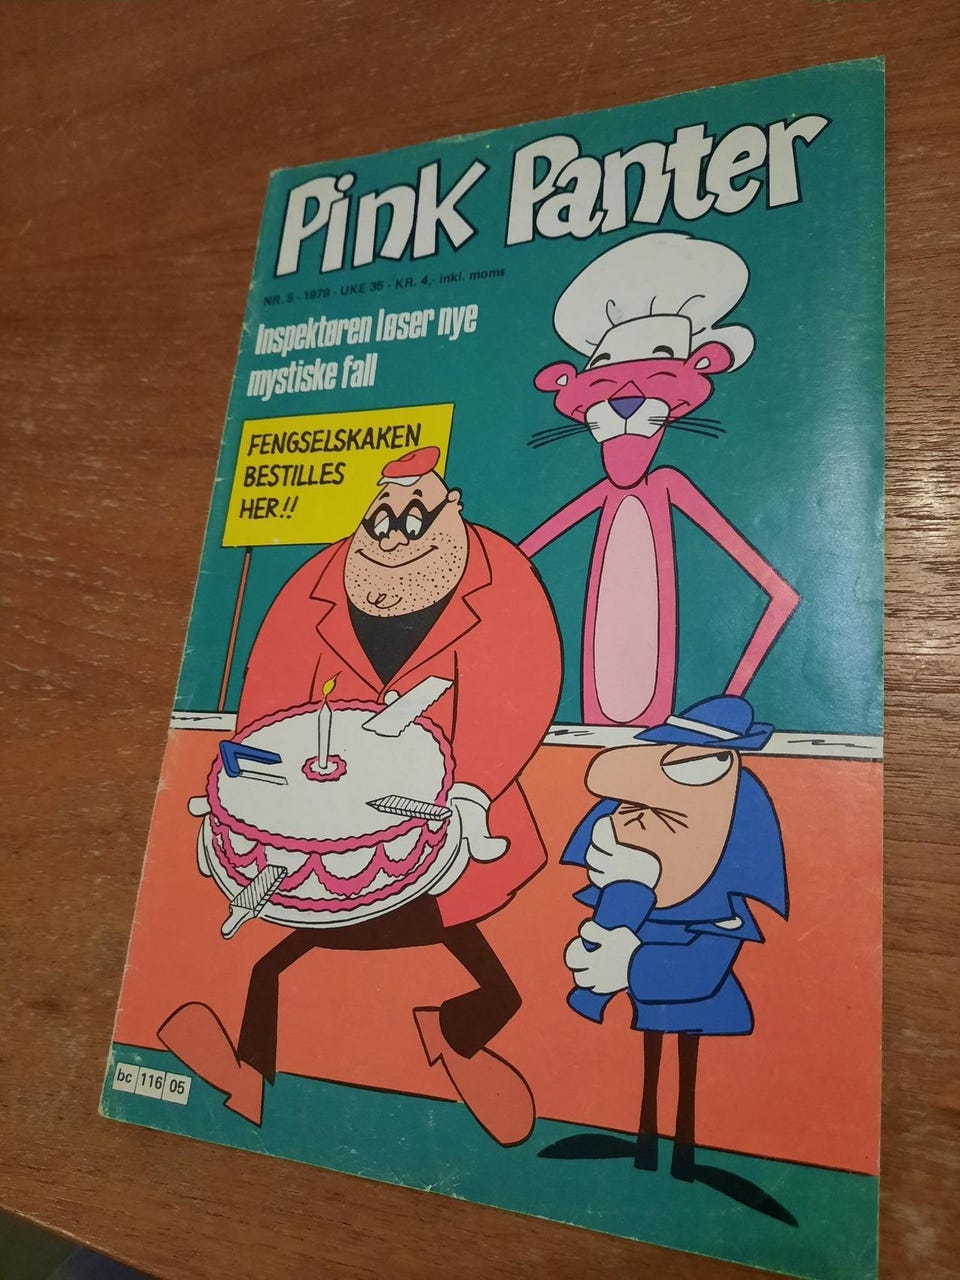 Pink Panter
NR. 5 - 1979 - UKE 35 - KR. 4,- inkl. moms
Inspektøren løser nye
mystiske fall
FENGSELSKAKEN
BESTILLES
HER!!
bc 116 05